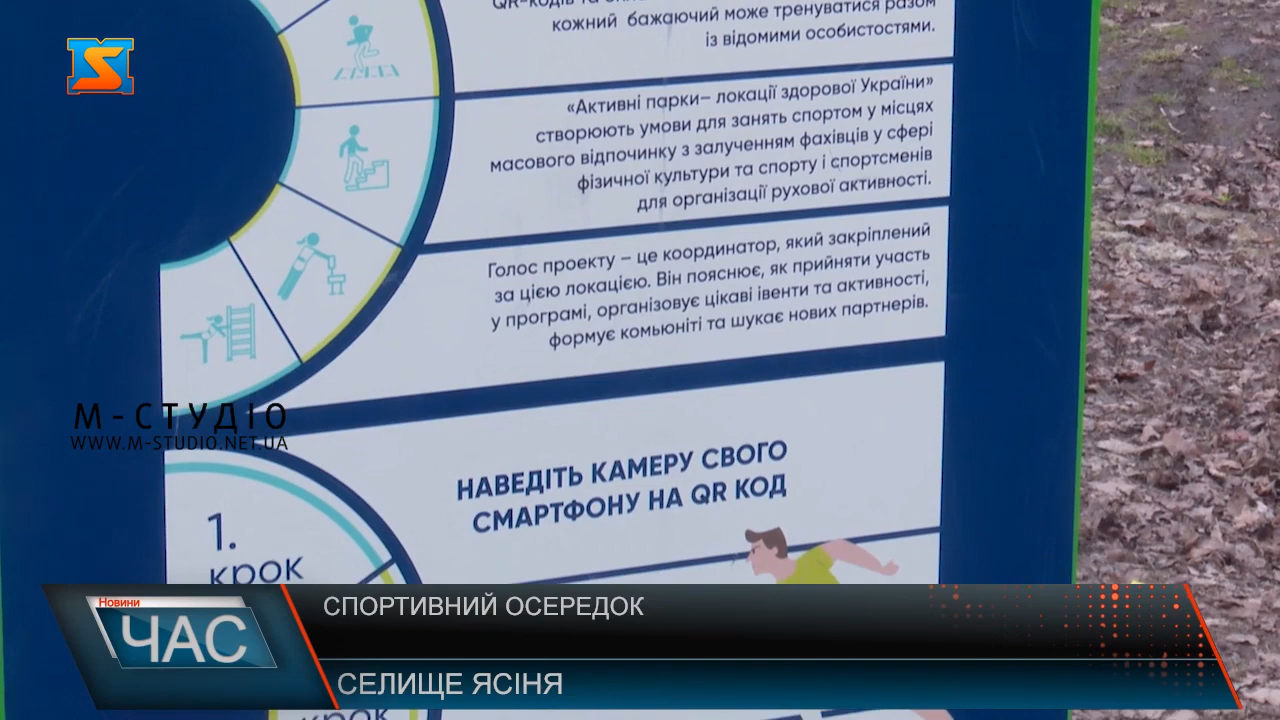 QR-кодів та
кожний бажаючий може тренуватися разом
із відомими особистостями.
«Активні парки– локації здорової України»
створюють умови для занять спортом у місцях
масового відпочинку з залученням фахівців у сфері
фізичної культури та спорту і спортсменів
для організації рухової активності.
Голос проекту – це координатор, який закріплений
за цією локацією. Він пояснює, як прийняти участь
у програмі, організовує цікаві івенти та активності,
формує комьюніті та шукає нових партнерів.
М-СТУДІО
WWW.M-STUDIO.NET.UA
НАВЕДІТЬ КАМЕРУ СВОГО
СМАРТФОНУ НА QR КОД
1.
крок
Новини
ЧАС
СПОРТИВНИЙ ОСЕРЕДОК
СЕЛИЩЕ ЯСІНЯ
крок